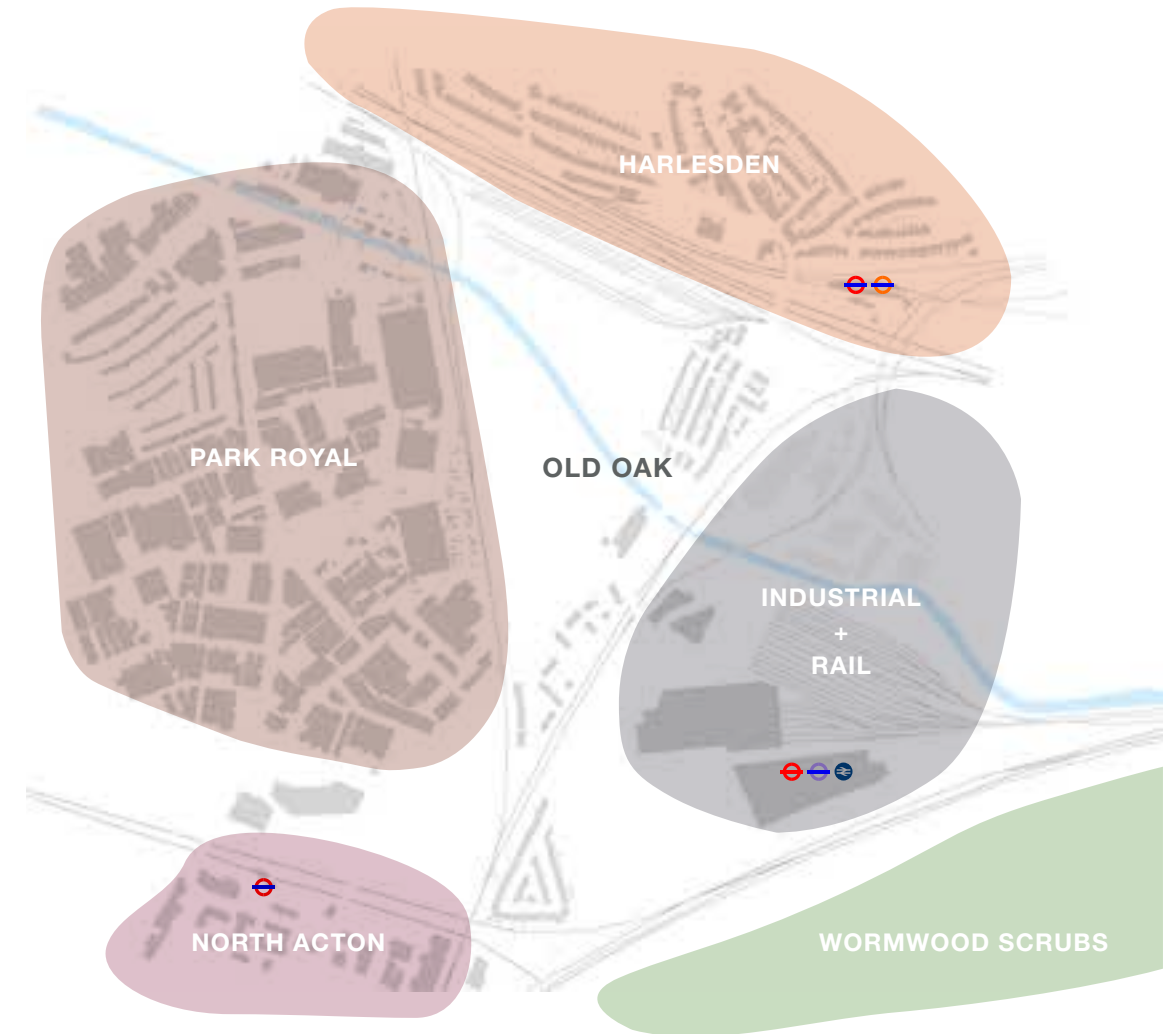 HARLESDEN
PARK ROYAL
OLD OAK
INDUSTRIAL
+
RAIL
NORTH ACTON
WORMWOOD SCRUBS